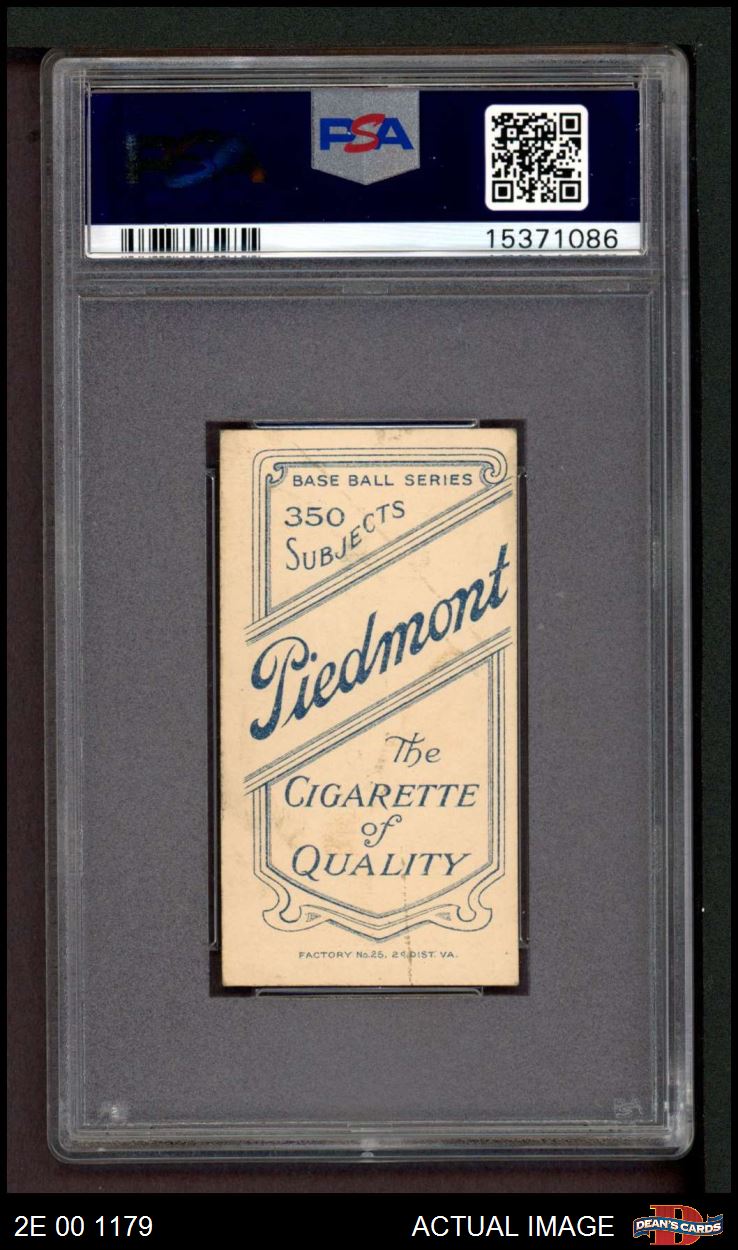 PSA
15371086
BASE BALL SERIES
350
SUBJECTS
Piedmont
The
CIGARETTE
of
QUALITY
FACTORY No. 25, 2d DIST. VA.
2E 00 1179
ACTUAL IMAGE
DEAN'S CARDS